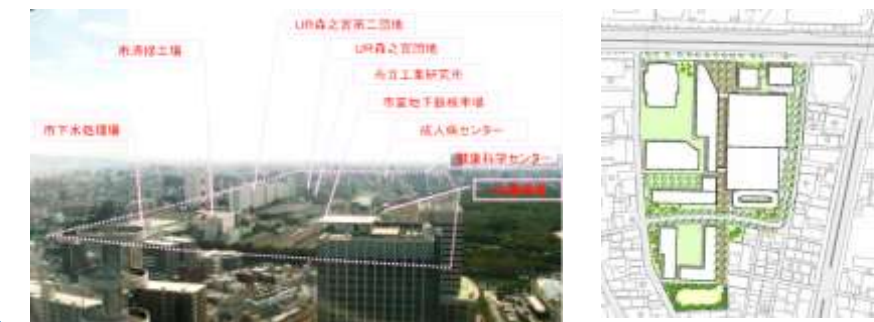 UR森之宮第二団地
UR森之宮団地
市清掃工場
市立工業研究所
市営地下鉄検車場
市下水処理場
成人病センター
健康科学センター